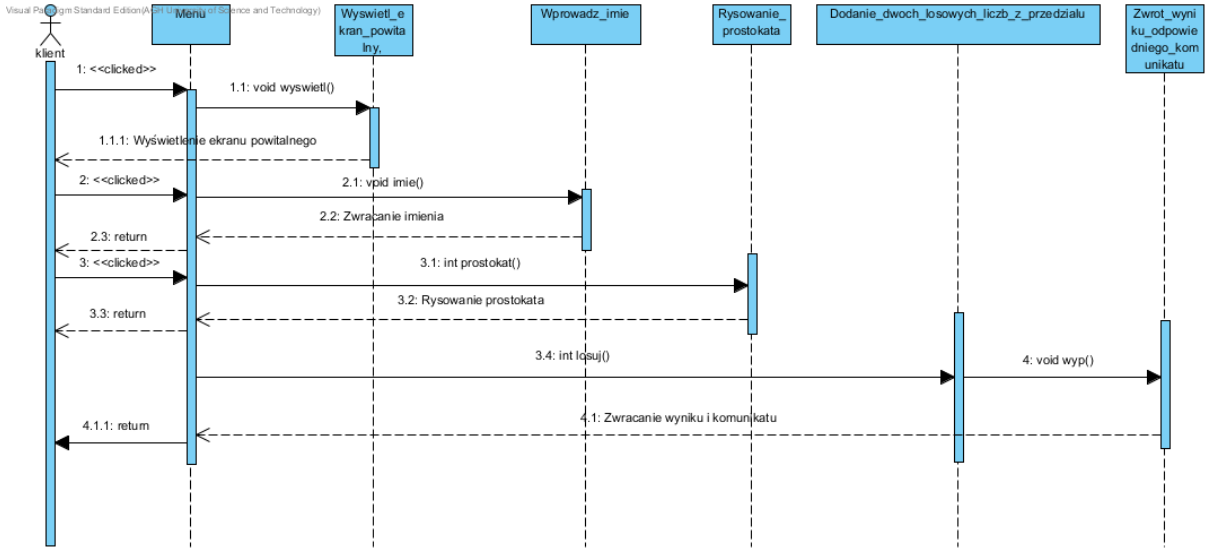 Visual Paradigm Standard Edition(AGH University of Science and Technology)
klient
Menu
Wyswietl_e
kran_powita
lny,
Wprowadz_imie
Rysowanie_
prostokata
Dodanie_dwoch_losowych_liczb_z_przedzialu
Zwrot_wyni
ku_odpowie
dniego_kom
unikatu
1: <<clicked>>
1.1: void wyswietl()
1.1.1: Wyświetlenie ekranu powitalnego
2: <<clicked>>
2.1: void imie()
2.2: Zwracanie imienia
2.3: return
3: <<clicked>>
3.1: int prostokat()
3.2: Rysowanie prostokata
3.3: return
3.4: int losuj()
4: void wyp()
4.1: Zwracanie wyniku i komunikatu
4.1.1: return